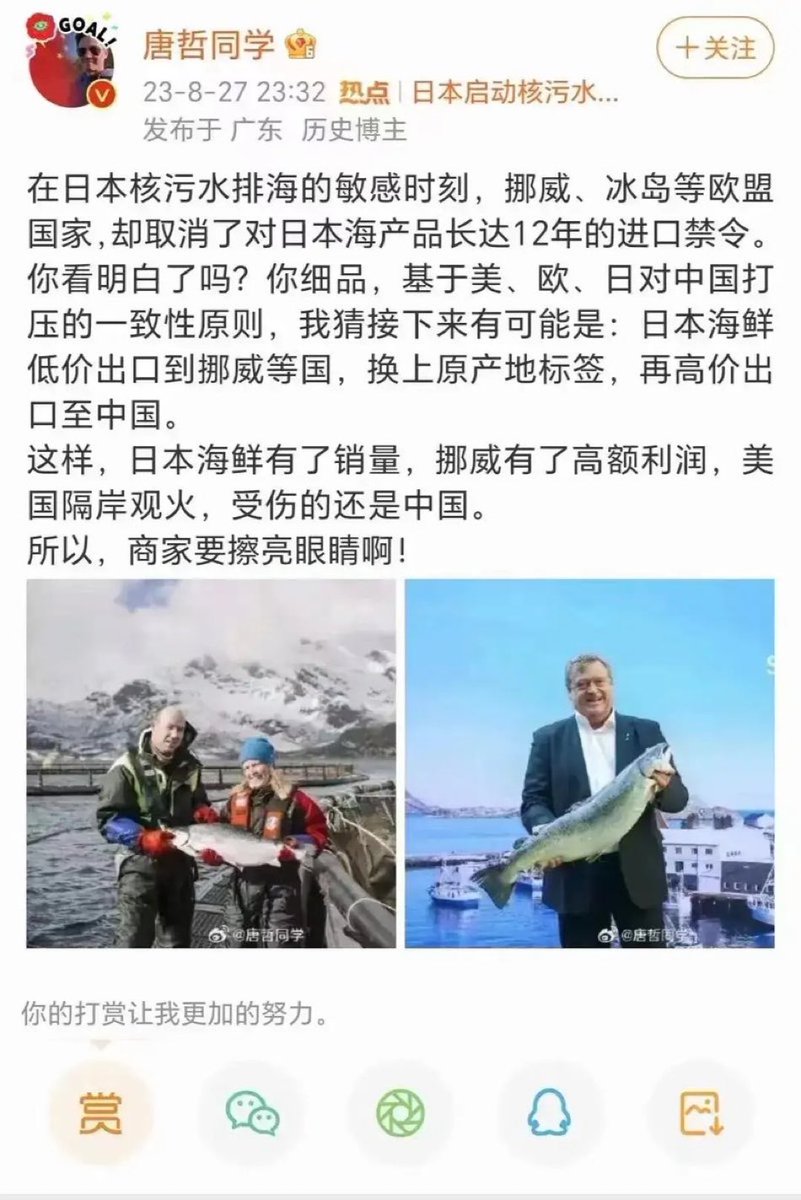 GOAL!
唐哲同学
6
+关注
V
23-8-27 23:32 热点 | 日本启动核污水...
发布于 广东 历史博主
在日本核污水排海的敏感时刻，挪威、冰岛等欧盟
国家,却取消了对日本海产品长达12年的进口禁令。
你看明白了吗？你细品，基于美、欧、日对中国打
压的一致性原则，我猜接下来有可能是：日本海鲜
低价出口到挪威等国，换上原产地标签，再高价出
口至中国。
这样，日本海鲜有了销量，挪威有了高额利润，美
国隔岸观火，受伤的还是中国。
所以，商家要擦亮眼睛啊！
S
@唐哲同学
@唐哲同学
你的打赏让我更加的努力。
赏